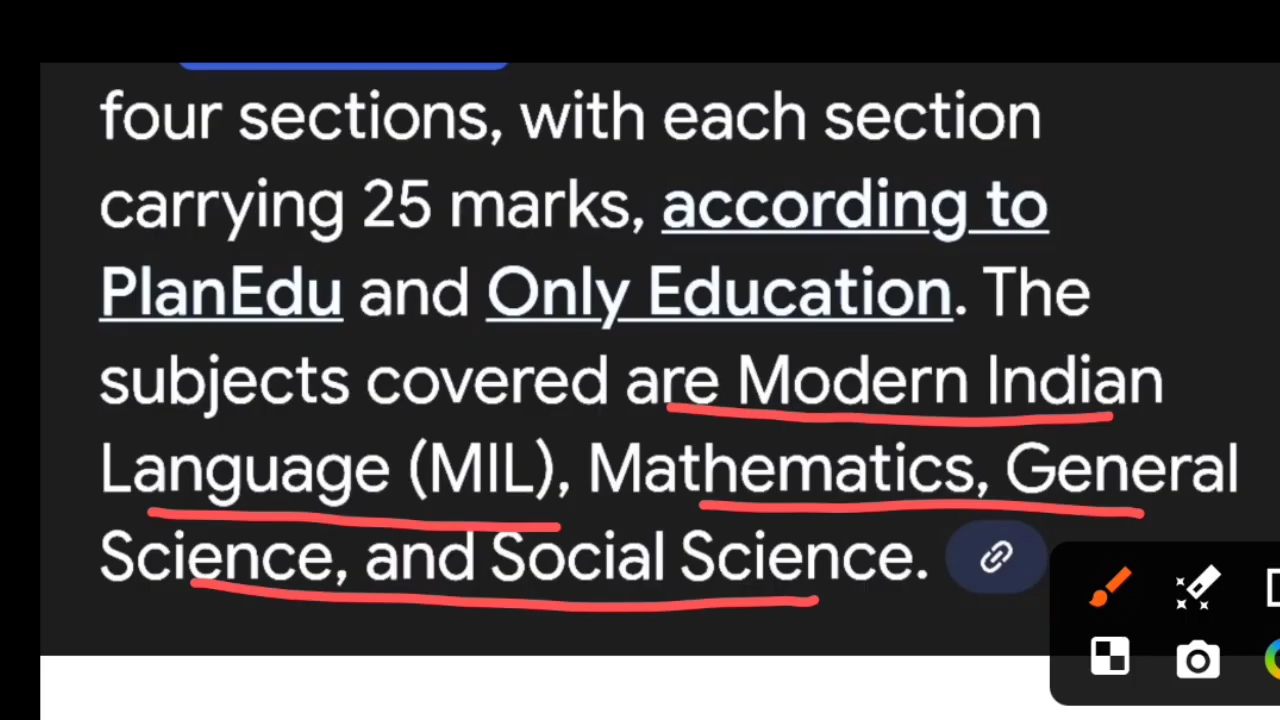 four sections, with each section
carrying 25 marks, according to
PlanEdu and Only Education. The
subjects covered are Modern Indian
Language (MIL), Mathematics, General
Science, and Social Science.